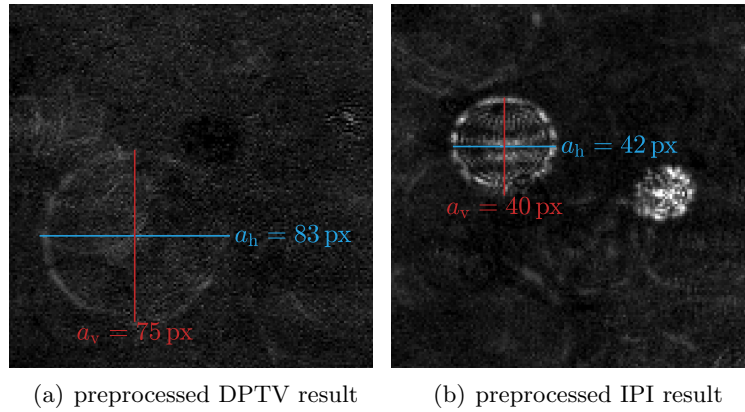 a_h = 83 px
a_v = 75 px
a_h = 42 px
a_v = 40 px
(a) preprocessed DPTV result
(b) preprocessed IPI result